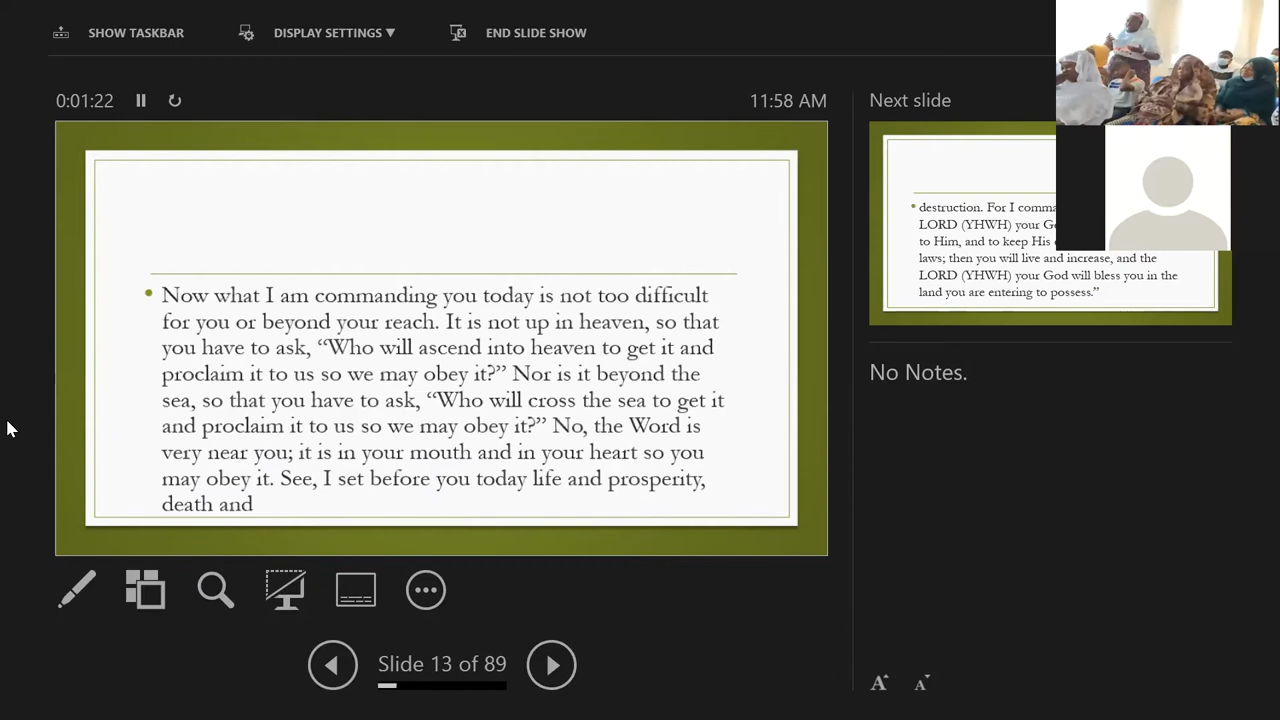 SHOW TASKBAR
DISPLAY SETTINGS ▼
END SLIDE SHOW
0:01:22
11:58 AM
Next slide
• Now what I am commanding you today is not too difficult
for you or beyond your reach. It is not up in heaven, so that
you have to ask, “Who will ascend into heaven to get it and
proclaim it to us so we may obey it?” Nor is it beyond the
sea, so that you have to ask, “Who will cross the sea to get it
and proclaim it to us so we may obey it?” No, the Word is
very near you; it is in your mouth and in your heart so you
may obey it. See, I set before you today life and prosperity,
death and
• destruction. For I
LORD (YHWH) your
to Him, and to keep His
laws; then you will live and increase, and the
LORD (YHWH) your God will bless you in the
land you are entering to possess.”
No Notes.
Slide 13 of 89
A A